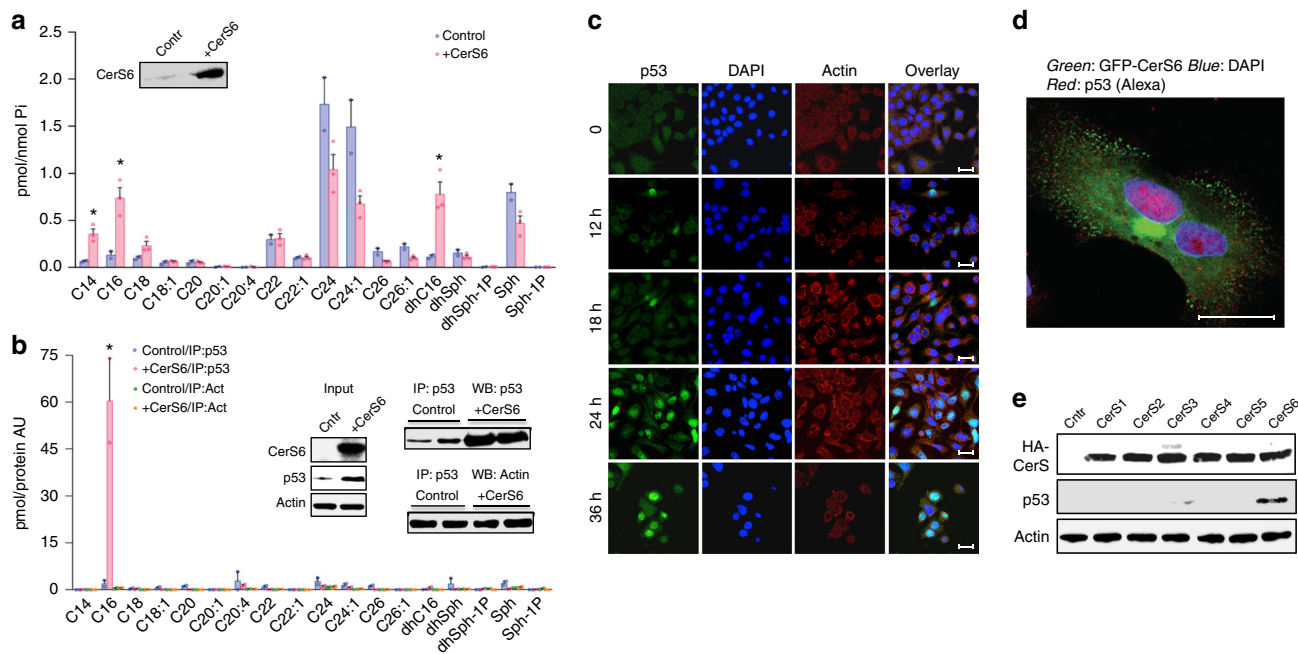 a
Contr
+CerS6
CerS6
Control
+CerS6
pmol/nmol Pi
2.5
2.0
1.5
1.0
0.5
0.0
*
*
*
C14
C16
C18
C18:1
C20
C20:1
C20:4
C22
C22:1
C24
C24:1
C26
C26:1
dhC16
dhSph
dhSph-1P
Sph
Sph-1P
b
Control/IP:p53
+CerS6/IP:p53
Control/IP:Act
+CerS6/IP:Act
pmol/protein AU
75
60
45
30
15
0
*
Input
Cntr
+CerS6
CerS6
p53
Actin
IP: p53 WB: p53
Control +CerS6
IP: p53 WB: Actin
Control +CerS6
C14
C16
C18
C18:1
C20
C20:1
C20:4
C22
C22:1
C24
C24:1
C26
C26:1
dhC16
dhSph
dhSph-1P
Sph
Sph-1P
c
p53 DAPI Actin Overlay
0
12 h
18 h
24 h
36 h
d
Green: GFP-CerS6 Blue: DAPI
Red: p53 (Alexa)
e
Cntr
CerS1
CerS2
CerS3
CerS4
CerS5
CerS6
HA-
CerS
p53
Actin